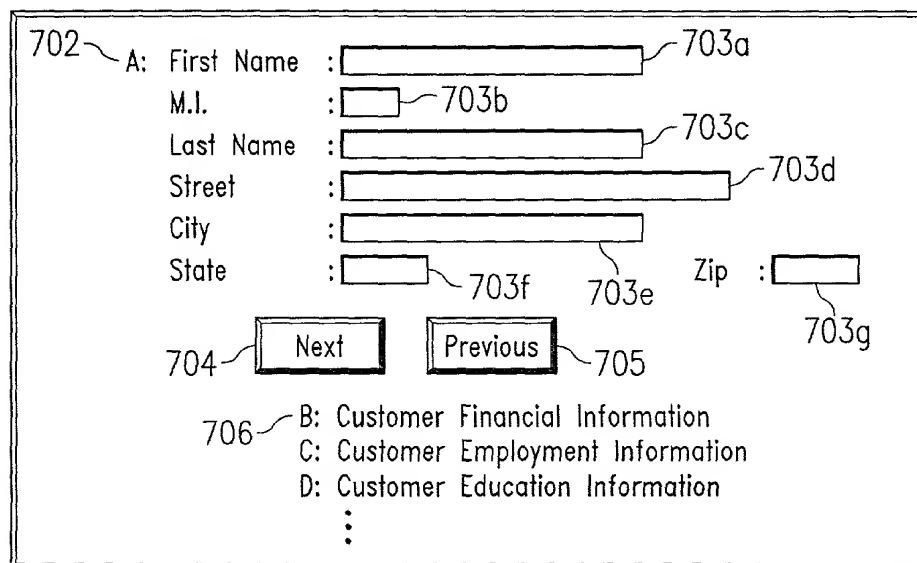 702 A: First Name : 703a
M.I. : 703b
Last Name : 703c
Street : 703d
City : 703e
State : 703f Zip : 703g
704 Next Previous 705
706 B: Customer Financial Information
C: Customer Employment Information
D: Customer Education Information